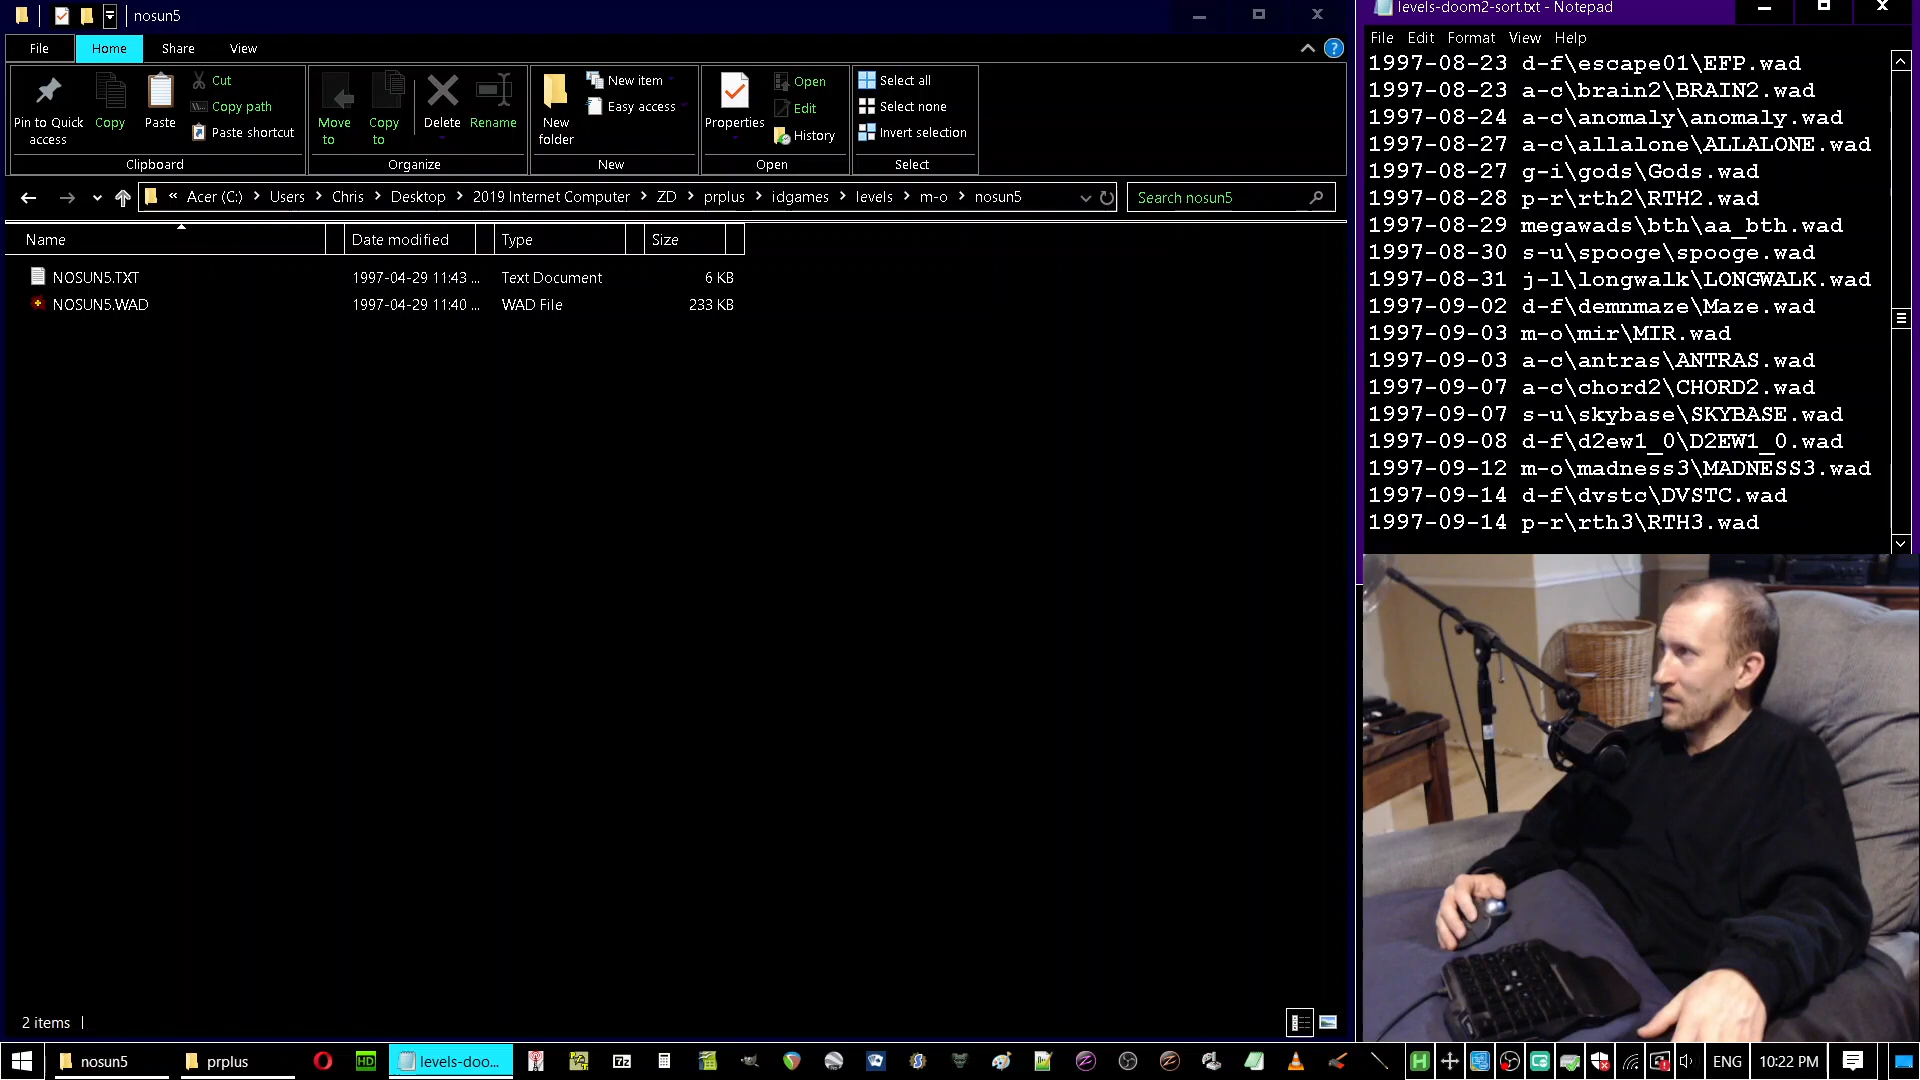 nosun5
File
Home
Share
View
Pin to Quick access
Copy
Paste
Cut
Copy path
Paste shortcut
Clipboard
Move to
Copy to
Delete
Rename
Organize
New folder
New item
Easy access
New
Properties
Open
Edit
History
Open
Select all
Select none
Invert selection
Select
« Acer (C:) > Users > Chris > Desktop > 2019 Internet Computer > ZD > prplus > idgames > levels > m-o > nosun5
Search nosun5
Name Date modified Type Size
NOSUN5.TXT 1997-04-29 11:43 ... Text Document 6 KB
NOSUN5.WAD 1997-04-29 11:40 ... WAD File 233 KB
2 items
levels-doom2-sort.txt - Notepad
File Edit Format View Help
1997-08-23 d-f\escape01\EFP.wad
1997-08-23 a-c\brain2\BRAIN2.wad
1997-08-24 a-c\anomaly\anomaly.wad
1997-08-27 a-c\allalone\ALLALONE.wad
1997-08-27 g-i\gods\Gods.wad
1997-08-28 p-r\rth2\RTH2.wad
1997-08-29 megawads\bth\aa_bth.wad
1997-08-30 s-u\spooge\spooge.wad
1997-08-31 j-l\longwalk\LONGWALK.wad
1997-09-02 d-f\demnmaze\Maze.wad
1997-09-03 m-o\mir\MIR.wad
1997-09-03 a-c\antras\ANTRAS.wad
1997-09-07 a-c\chord2\CHORD2.wad
1997-09-07 s-u\skybase\SKYBASE.wad
1997-09-08 d-f\d2ew1_0\D2EW1_0.wad
1997-09-12 m-o\madness3\MADNESS3.wad
1997-09-14 d-f\dvstc\DVSTC.wad
1997-09-14 p-r\rth3\RTH3.wad
nosun5
prplus
HD
levels-doo...
7z
ENG
10:22 PM